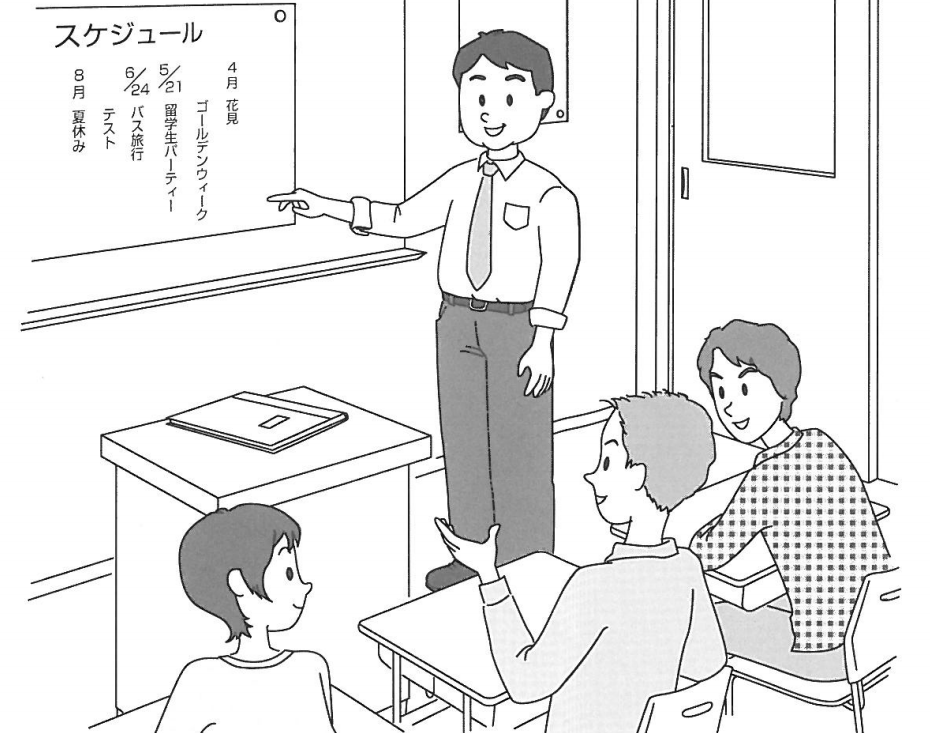 スケジュール
4月 花見
ゴールデンウィーク
5/21 留学生パーティー
6/24 バス旅行
テスト
8月 夏休み